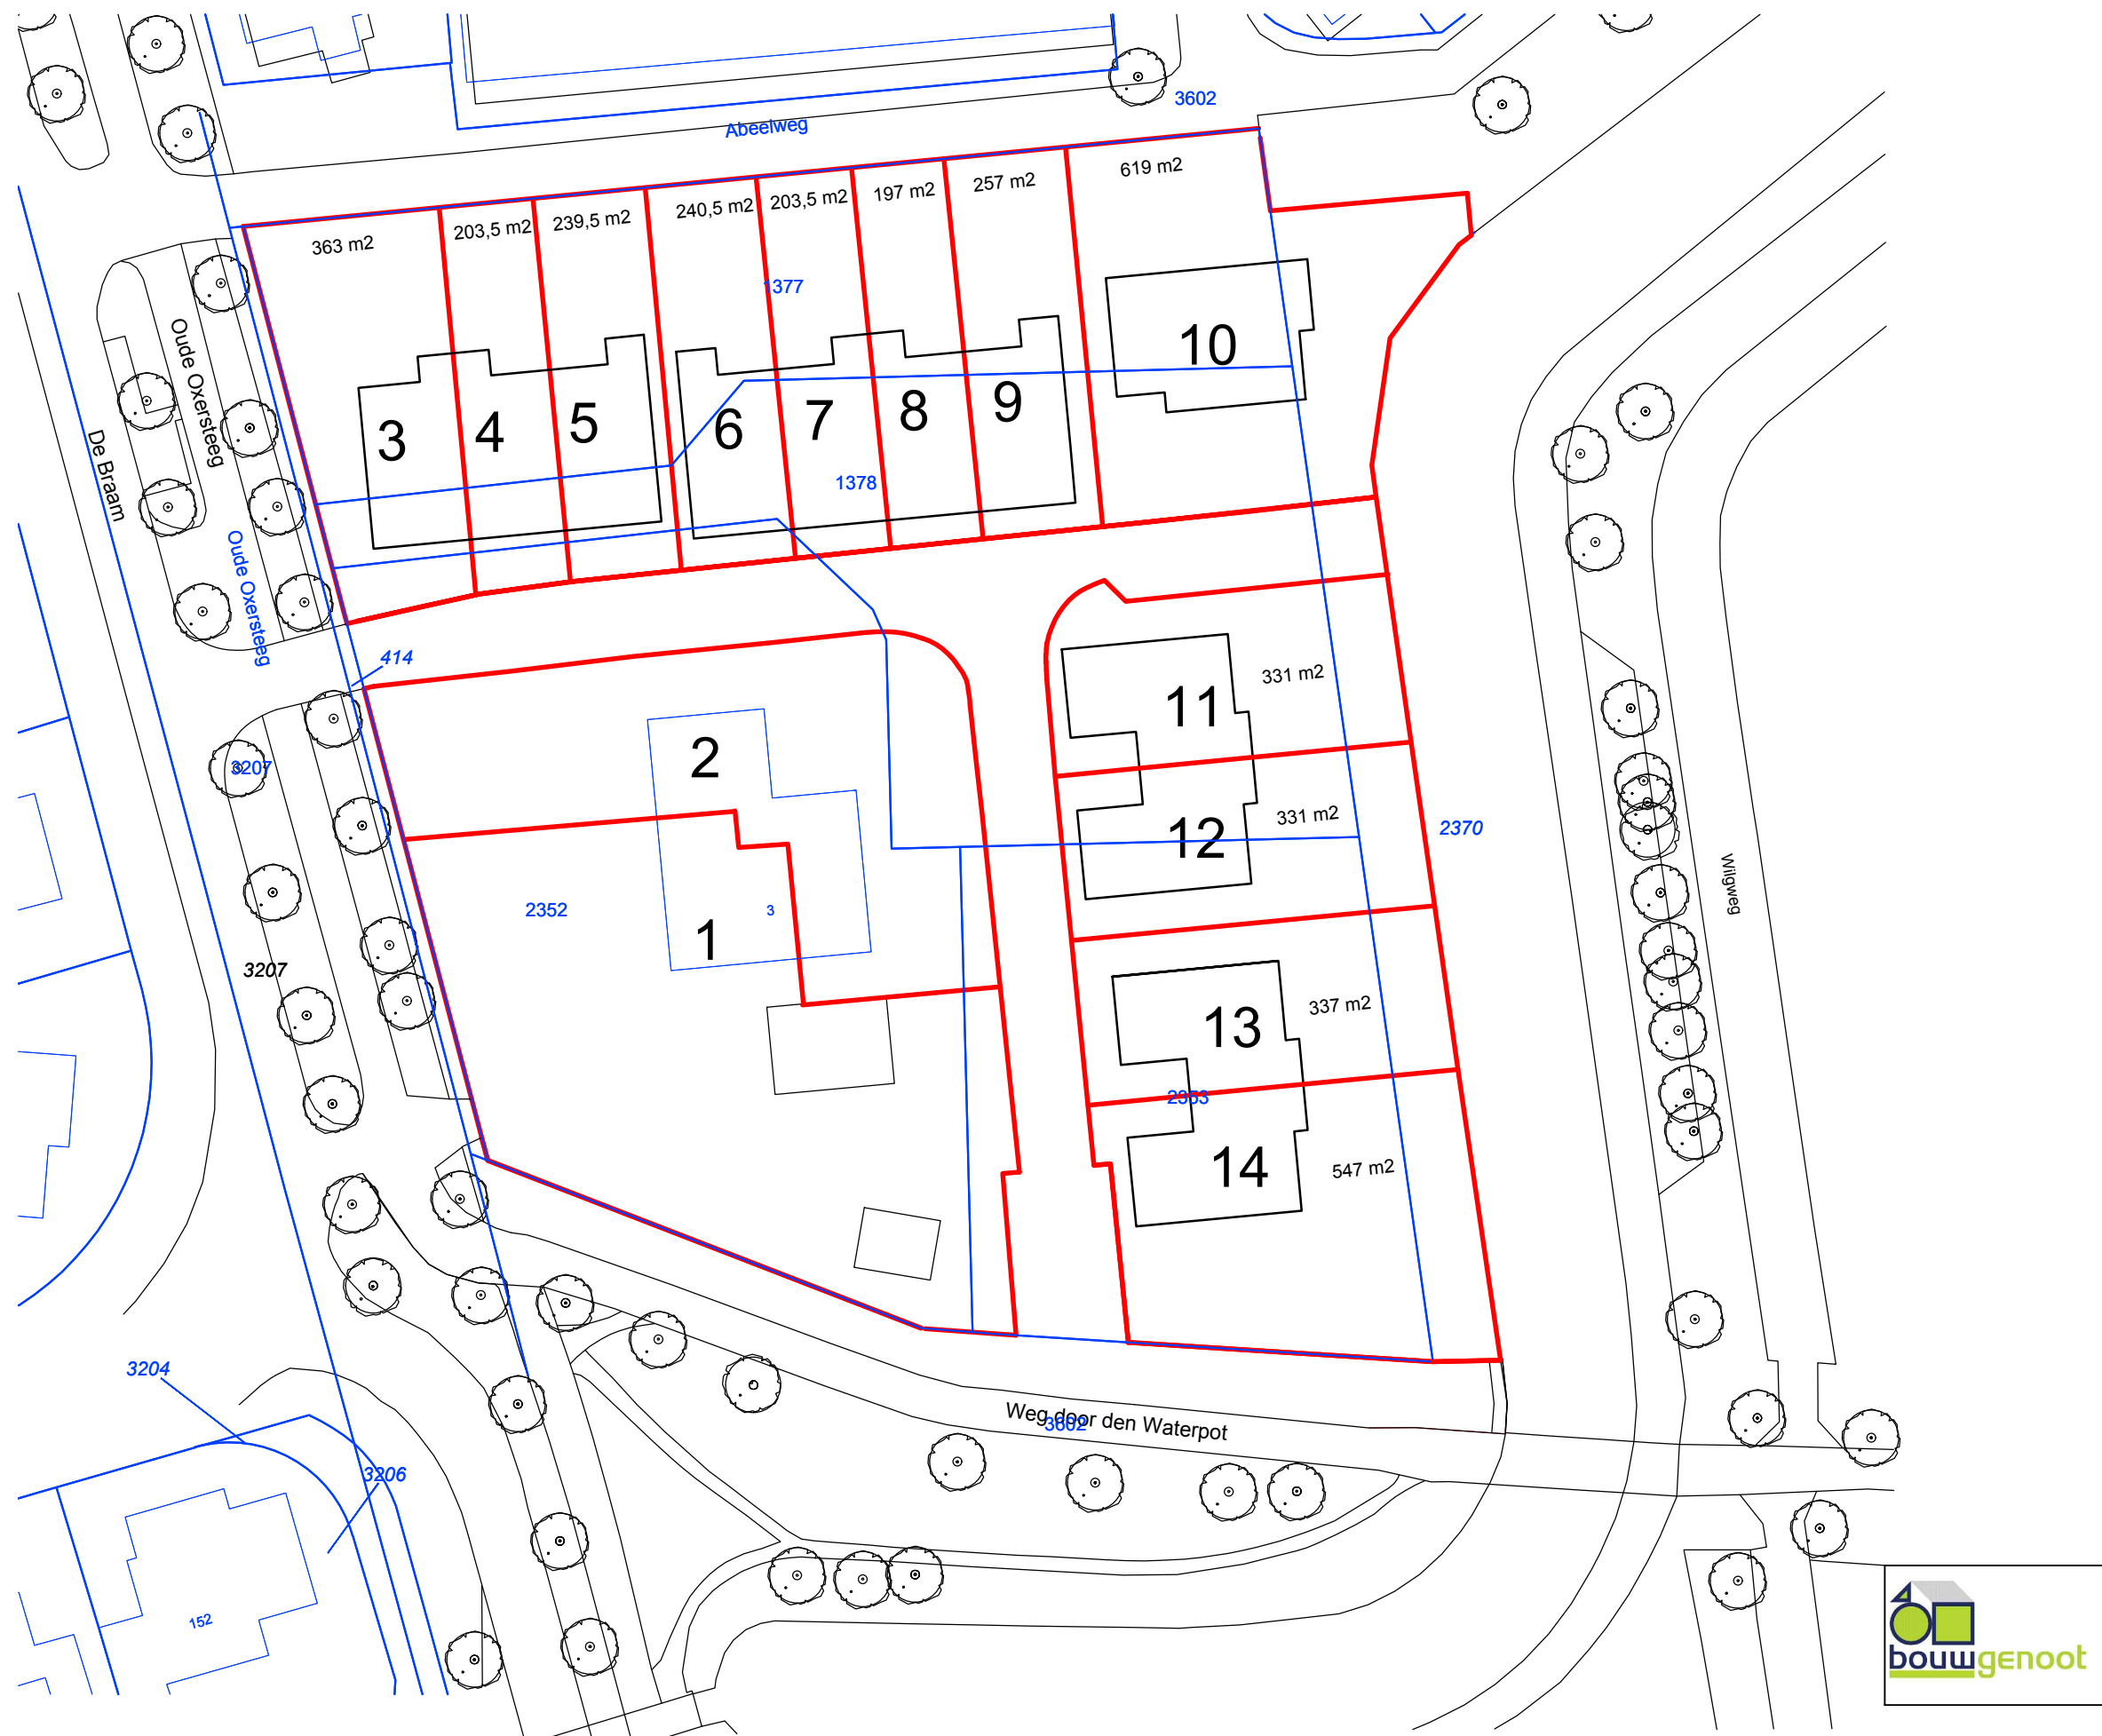 3602
Abeelweg
619 m2
257 m2
197 m2
203,5 m2
240,5 m2
239,5 m2
203,5 m2
363 m2
1377
Oude Oxersteeg
De Braam
10
3
4
5
6
7
8
9
1378
Oude Oxersteeg
414
331 m2
11
2
3207
331 m2
12
2370
Wilgweg
2352
3
1
3207
337 m2
13
2353
14
547 m2
3204
Weg door den Waterpot
3602
3206
152
bouwgenoot